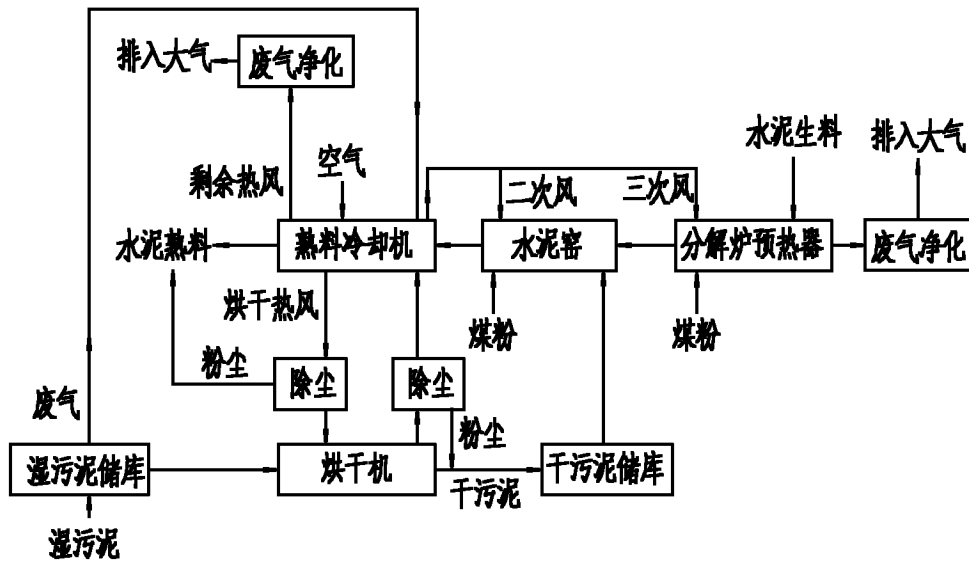 排入大气
废气净化
水泥生料
排入大气
空气
剩余热风
二次风
三次风
水泥熟料
熟料冷却机
水泥窑
分解炉预热器
废气净化
烘干热风
煤粉
煤粉
粉尘
除尘
除尘
废气
粉尘
湿污泥储库
烘干机
干污泥储库
干污泥
湿污泥